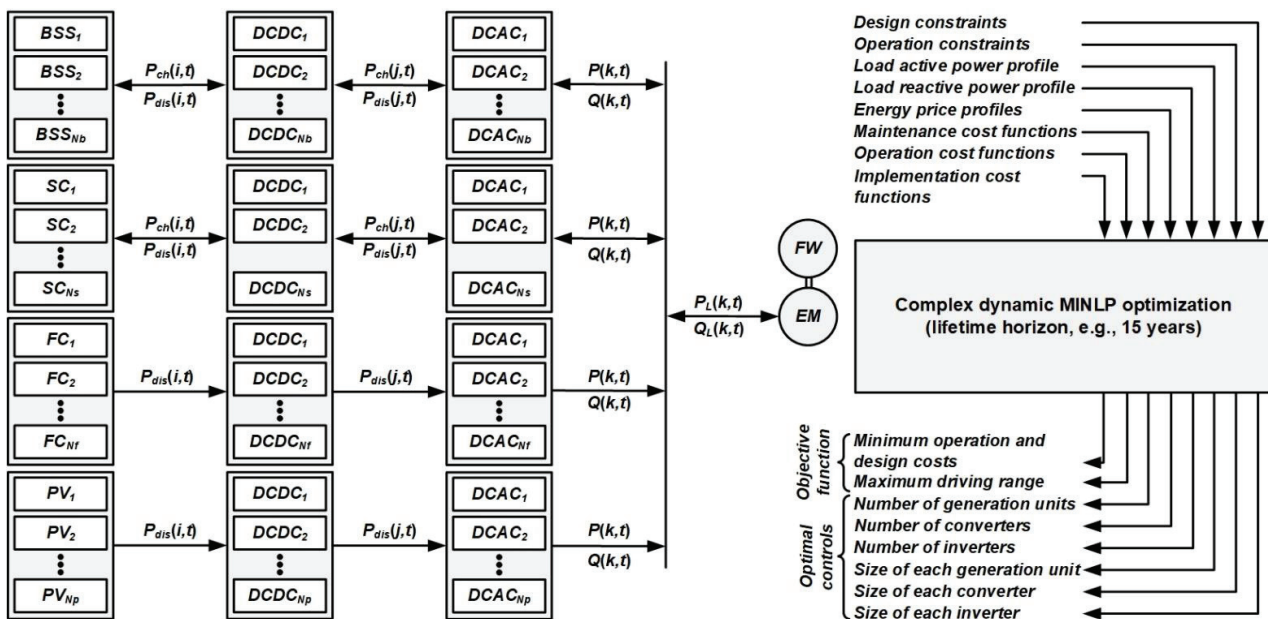 BSS1
BSS2
BSSNb
Pch(i,t)
Pdis(i,t)
DCDC1
DCDC2
DCDCNb
Pch(j,t)
Pdis(j,t)
DCAC1
DCAC2
DCACNb
P(k,t)
Q(k,t)
SC1
SC2
SCNs
Pch(i,t)
Pdis(i,t)
DCDC1
DCDC2
DCDCNs
Pch(j,t)
Pdis(j,t)
DCAC1
DCAC2
DCACNs
P(k,t)
Q(k,t)
FC1
FC2
FCNf
Pdis(i,t)
DCDC1
DCDC2
DCDCNf
Pdis(j,t)
DCAC1
DCAC2
DCACNf
P(k,t)
Q(k,t)
PV1
PV2
PVNp
Pdis(i,t)
DCDC1
DCDC2
DCDCNp
Pdis(j,t)
DCAC1
DCAC2
DCACNp
P(k,t)
Q(k,t)
PL(k,t)
QL(k,t)
FW
EM
Design constraints
Operation constraints
Load active power profile
Load reactive power profile
Energy price profiles
Maintenance cost functions
Operation cost functions
Implementation cost
functions
Complex dynamic MINLP optimization
(lifetime horizon, e.g., 15 years)
Objective
function
Minimum operation and
design costs
Maximum driving range
Optimal
controls
Number of generation units
Number of converters
Number of inverters
Size of each generation unit
Size of each converter
Size of each inverter